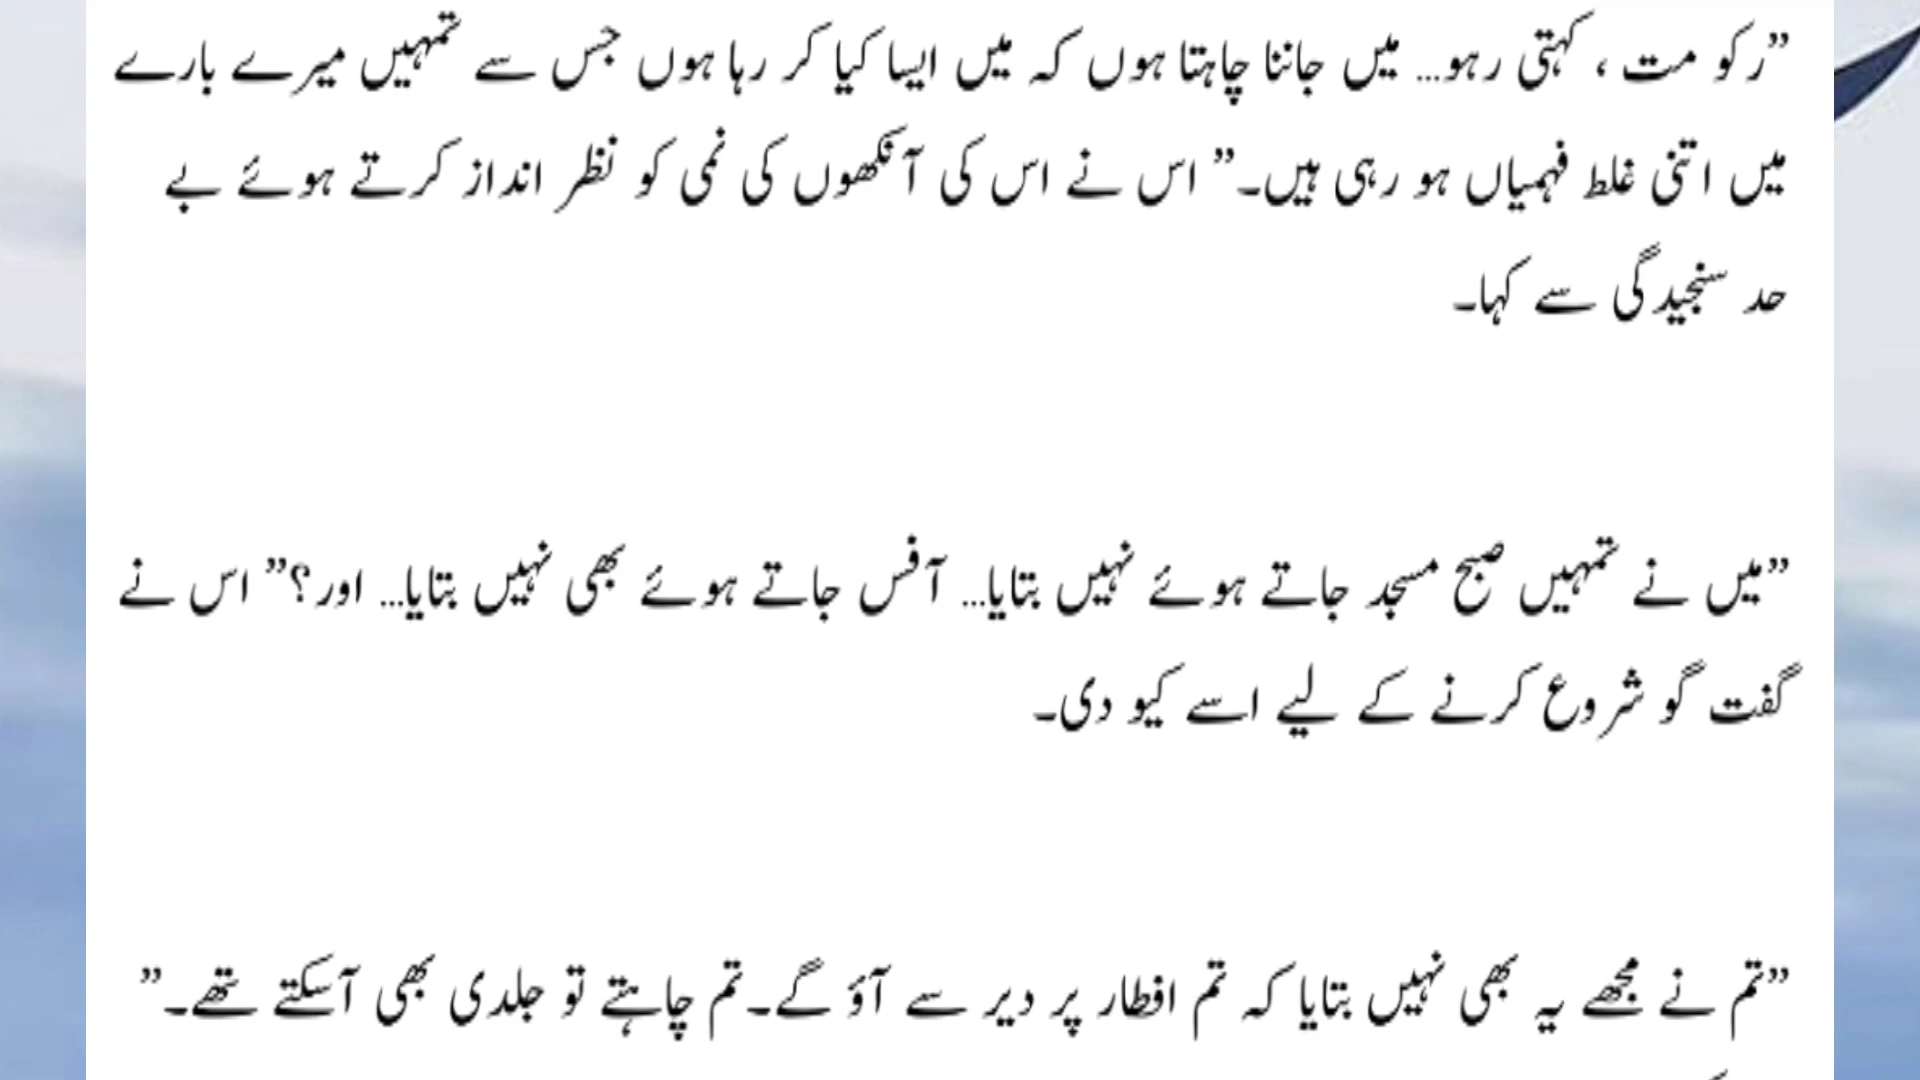 ”رکو مت ، کہتی رہو... میں جاننا چاہتا ہوں کہ میں ایسا کیا کر رہا ہوں جس سے تمہیں میرے بارے
میں اتنی غلط فہمیاں ہو رہی ہیں۔” اس نے اس کی آنکھوں کی نمی کو نظر انداز کرتے ہوئے بے
حد سنجیدگی سے کہا۔
”میں نے تمہیں صبح مسجد جاتے ہوئے نہیں بتایا... آفس جاتے ہوئے بھی نہیں بتایا... اور؟” اس نے
گفت گو شروع کرنے کے لیے اسے کیو دی۔
”تم نے مجھے یہ بھی نہیں بتایا کہ تم افطار پر دیر سے آؤ گے۔ تم چاہتے تو جلدی بھی آسکتے تھے۔”